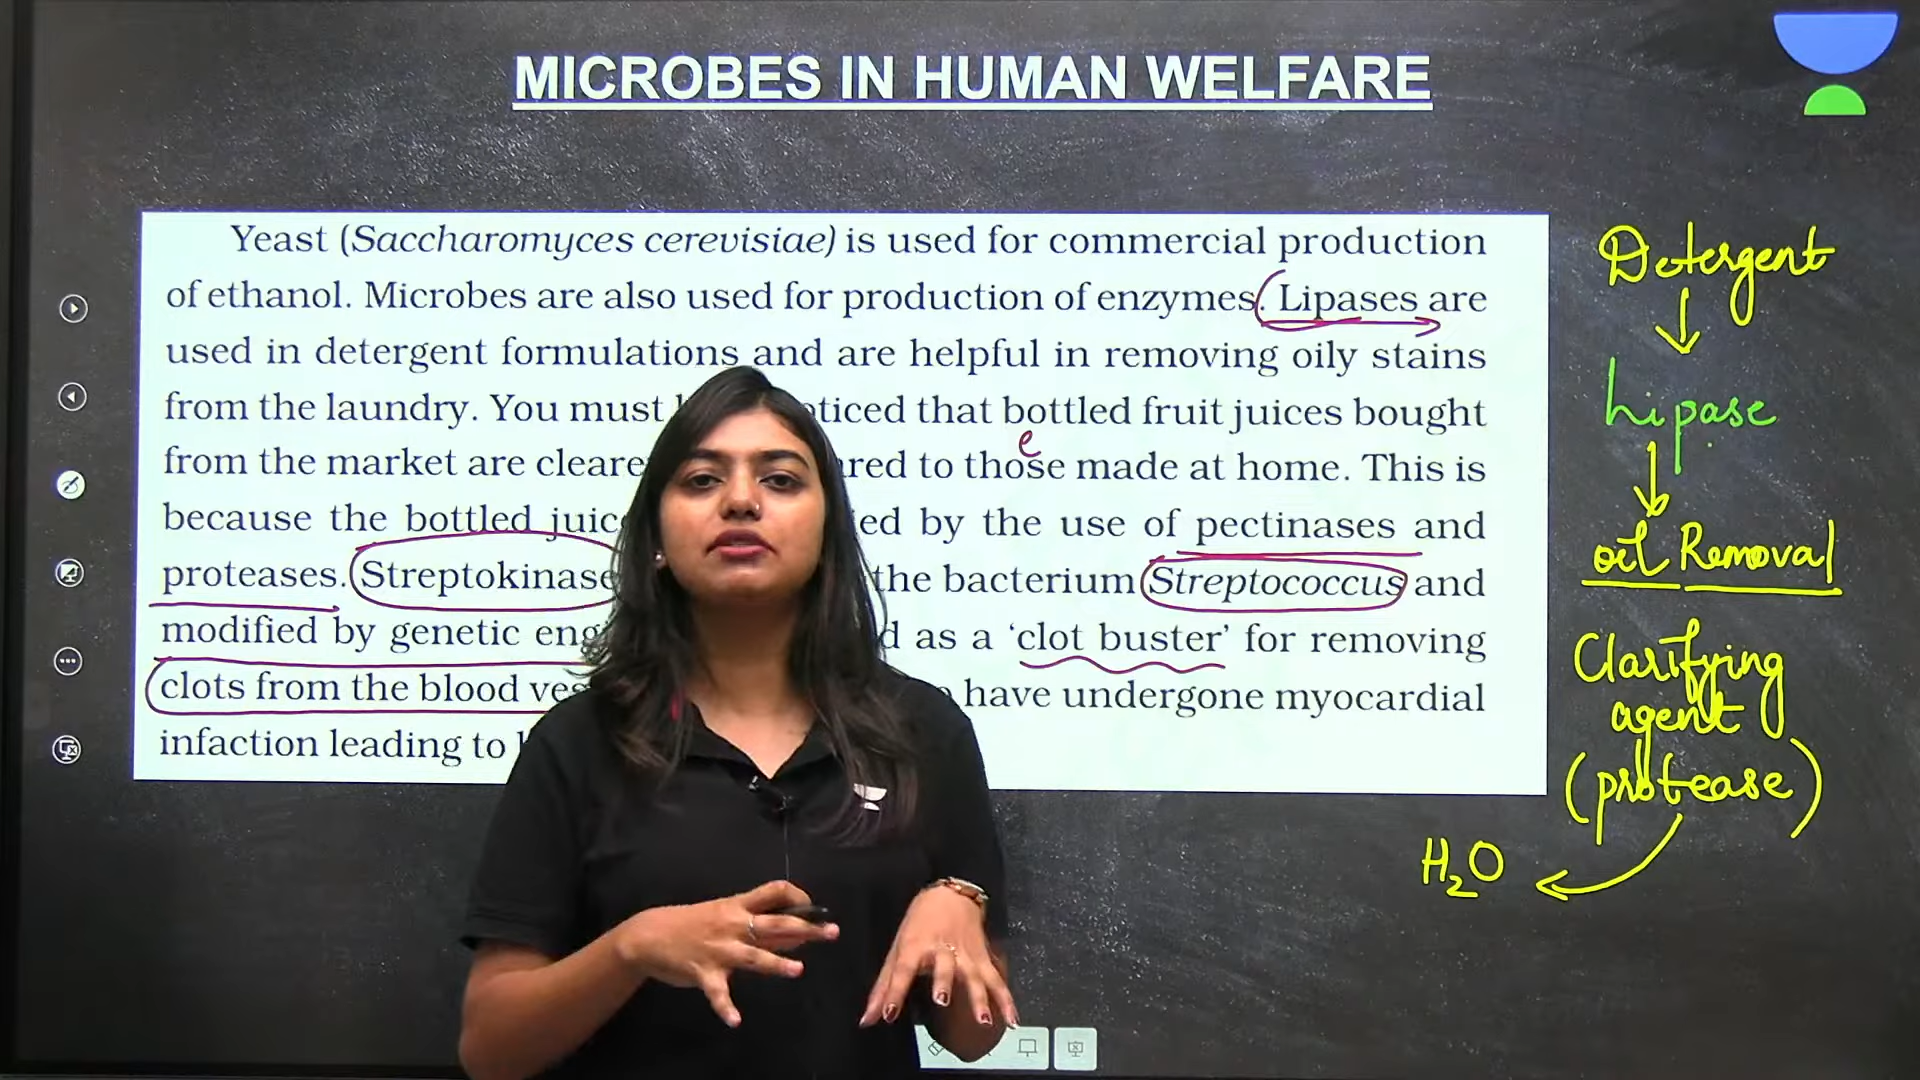 MICROBES IN HUMAN WELFARE
Yeast (Saccharomyces cerevisiae) is used for commercial production
of ethanol. Microbes are also used for production of enzymes. Lipases are
used in detergent formulations and are helpful in removing oily stains
from the laundry. You must noticed that bottled fruit juices bought
from the market are to those made at home. This is
e
because the bottled by the use of pectinases and
proteases. Streptokinase the bacterium Streptococcus and
modified by genetic as a ‘clot buster’ for removing
clots from the blood have undergone myocardial
infaction leading to
Detergent
Lipase
oil Removal
Clarifying
agent
(protease)
H₂O